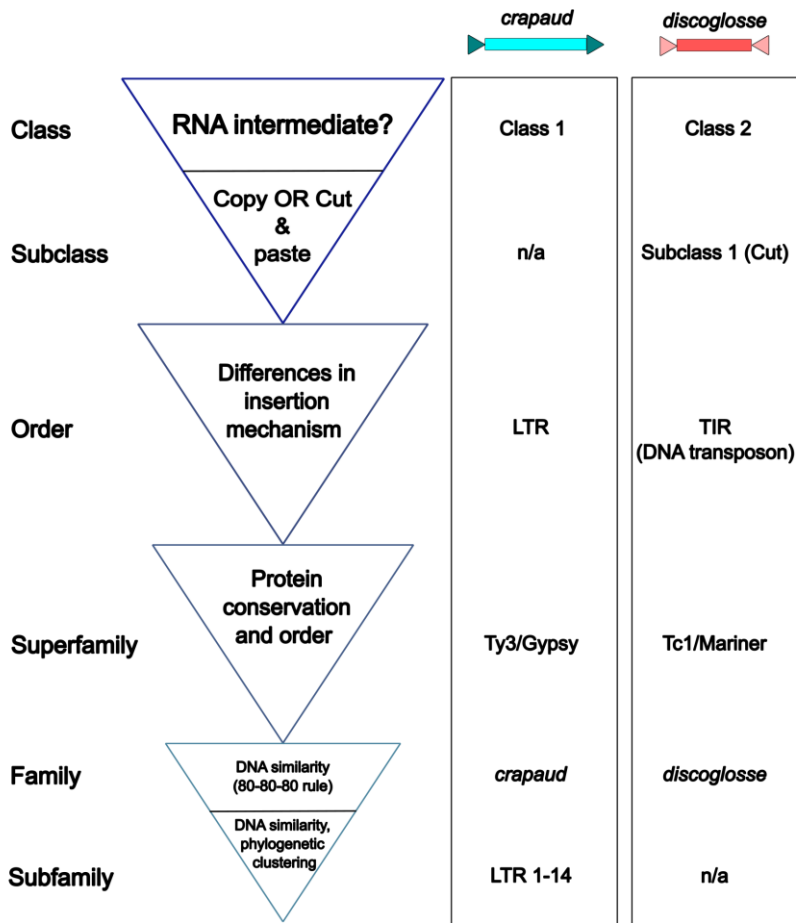 crapaud discoglosse
Class RNA intermediate? Class 1 Class 2
Copy OR Cut
&
paste
Subclass n/a Subclass 1 (Cut)
Differences in
insertion
mechanism
Order LTR TIR
(DNA transposon)
Protein
conservation
and order
Superfamily Ty3/Gypsy Tc1/Mariner
Family DNA similarity
(80-80-80 rule) crapaud discoglosse
DNA similarity,
phylogenetic
clustering
Subfamily LTR 1-14 n/a